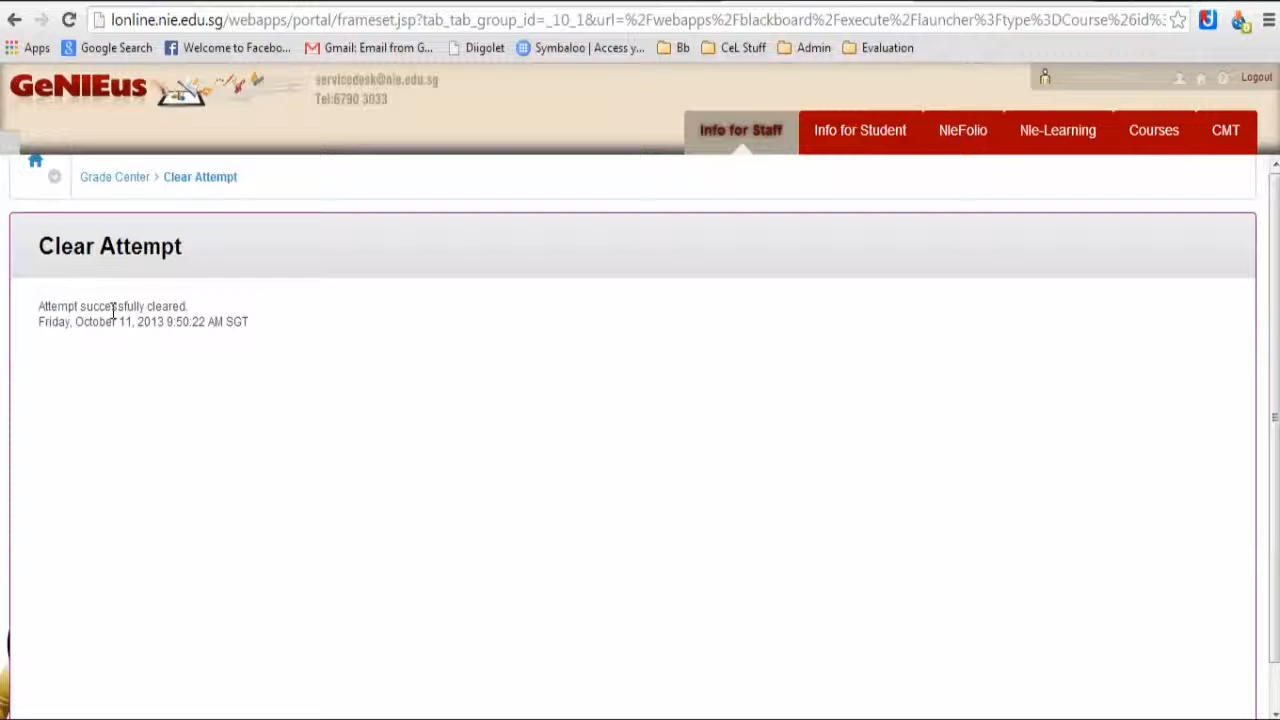 lonline.nie.edu.sg/webapps/portal/frameset.jsp?tab_tab_group_id=_10_1&url=%2Fwebapps%2Fblackboard%2Fexecute%2Flauncher%3Ftype%3DCourse%26id%3
Apps Google Search Welcome to Facebo... Gmail: Email from G... Diigolet Symbaloo | Access y... Bb CeL Stuff Admin Evaluation
GeNIEus
servicedesk@nie.edu.sg
Tel:6790 3033
Logout
Info for Staff Info for Student NieFolio Nie-Learning Courses CMT
Grade Center > Clear Attempt
Clear Attempt
Attempt successfully cleared.
Friday, October 11, 2013 9:50:22 AM SGT